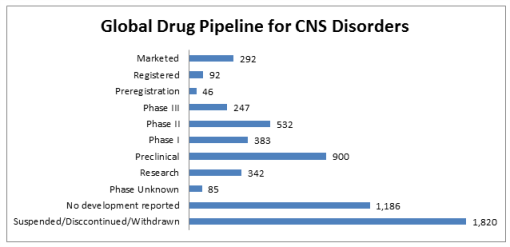 Global Drug Pipeline for CNS Disorders
Marketed 292
Registered 92
Preregistration 46
Phase III 247
Phase II 532
Phase I 383
Preclinical 900
Research 342
Phase Unknown 85
No development reported 1,186
Suspended/Disccontinued/Withdrawn 1,820